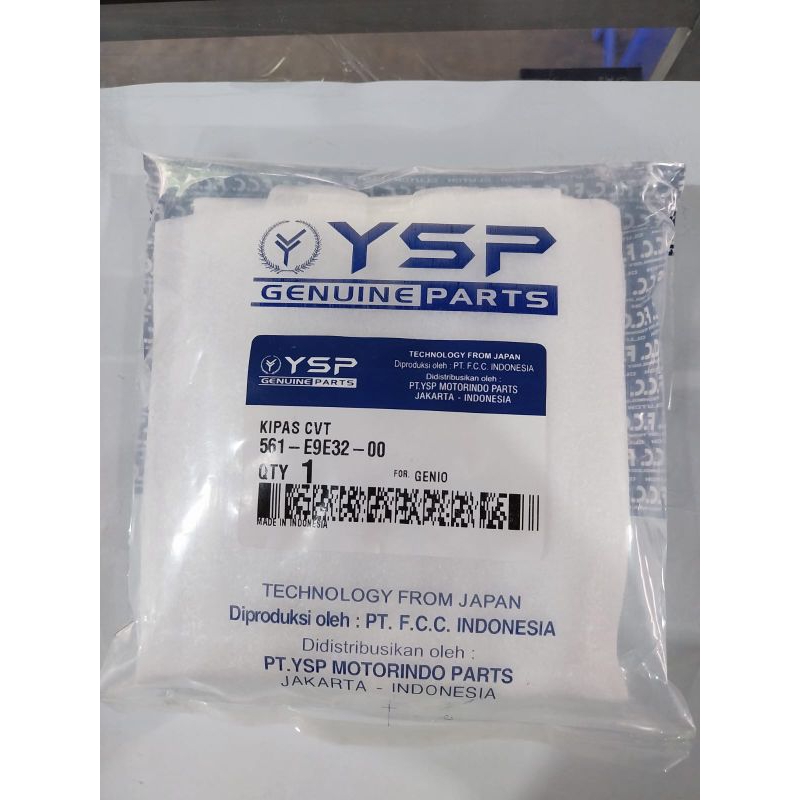 YSP
GENUINE PARTS
YSP
GENUINE PARTS
TECHNOLOGY FROM JAPAN
Diproduksi oleh : PT. F.C.C. INDONESIA
Didistribusikan oleh :
PT.YSP MOTORINDO PARTS
JAKARTA - INDONESIA
KIPAS CVT
561-E9E32-00
QTY 1
FOR. GENIO
MADE IN INDONESIA
TECHNOLOGY FROM JAPAN
Diproduksi oleh : PT. F.C.C. INDONESIA
Didistribusikan oleh :
PT.YSP MOTORINDO PARTS
JAKARTA - INDONESIA